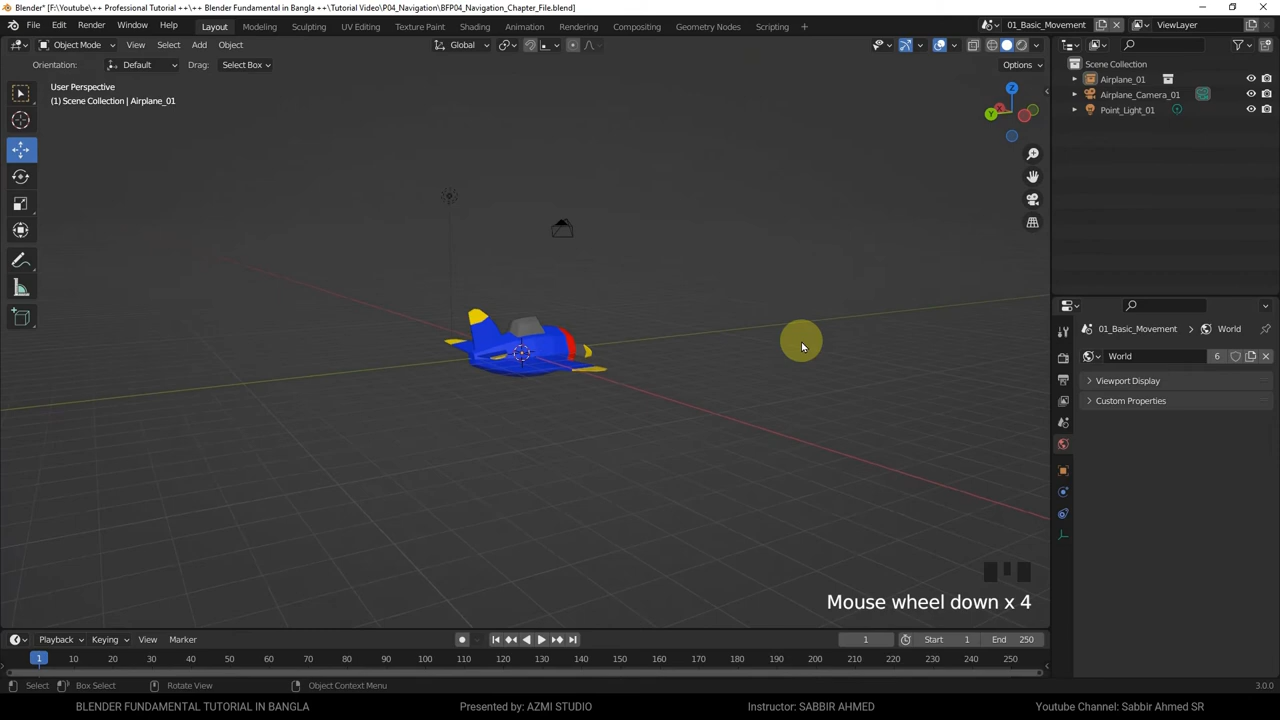 Blender* [F:\Youtube\++ Professional Tutorial ++\++ Blender Fundamental in Bangla ++\Tutorial Video\P04_Navigation\BFP04_Navigation_Chapter_File.blend]
File Edit Render Window Help Layout Modeling Sculpting UV Editing Texture Paint Shading Animation Rendering Compositing Geometry Nodes Scripting + 01_Basic_Movement ViewLayer
Object Mode View Select Add Object Global
Orientation: Default Drag: Select Box Options
User Perspective
(1) Scene Collection | Airplane_01
Z
Y
X
Scene Collection
Airplane_01
Airplane_Camera_01
Point_Light_01
01_Basic_Movement > World
World 6
Viewport Display
Custom Properties
Mouse wheel down x 4
Playback Keying View Marker 1 Start 1 End 250
1 10 20 30 40 50 60 70 80 90 100 110 120 130 140 150 160 170 180 190 200 210 220 230 240 250
Select Box Select Rotate View Object Context Menu 3.0.0
BLENDER FUNDAMENTAL TUTORIAL IN BANGLA Presented by: AZMI STUDIO Instructor: SABBIR AHMED Youtube Channel: Sabbir Ahmed SR